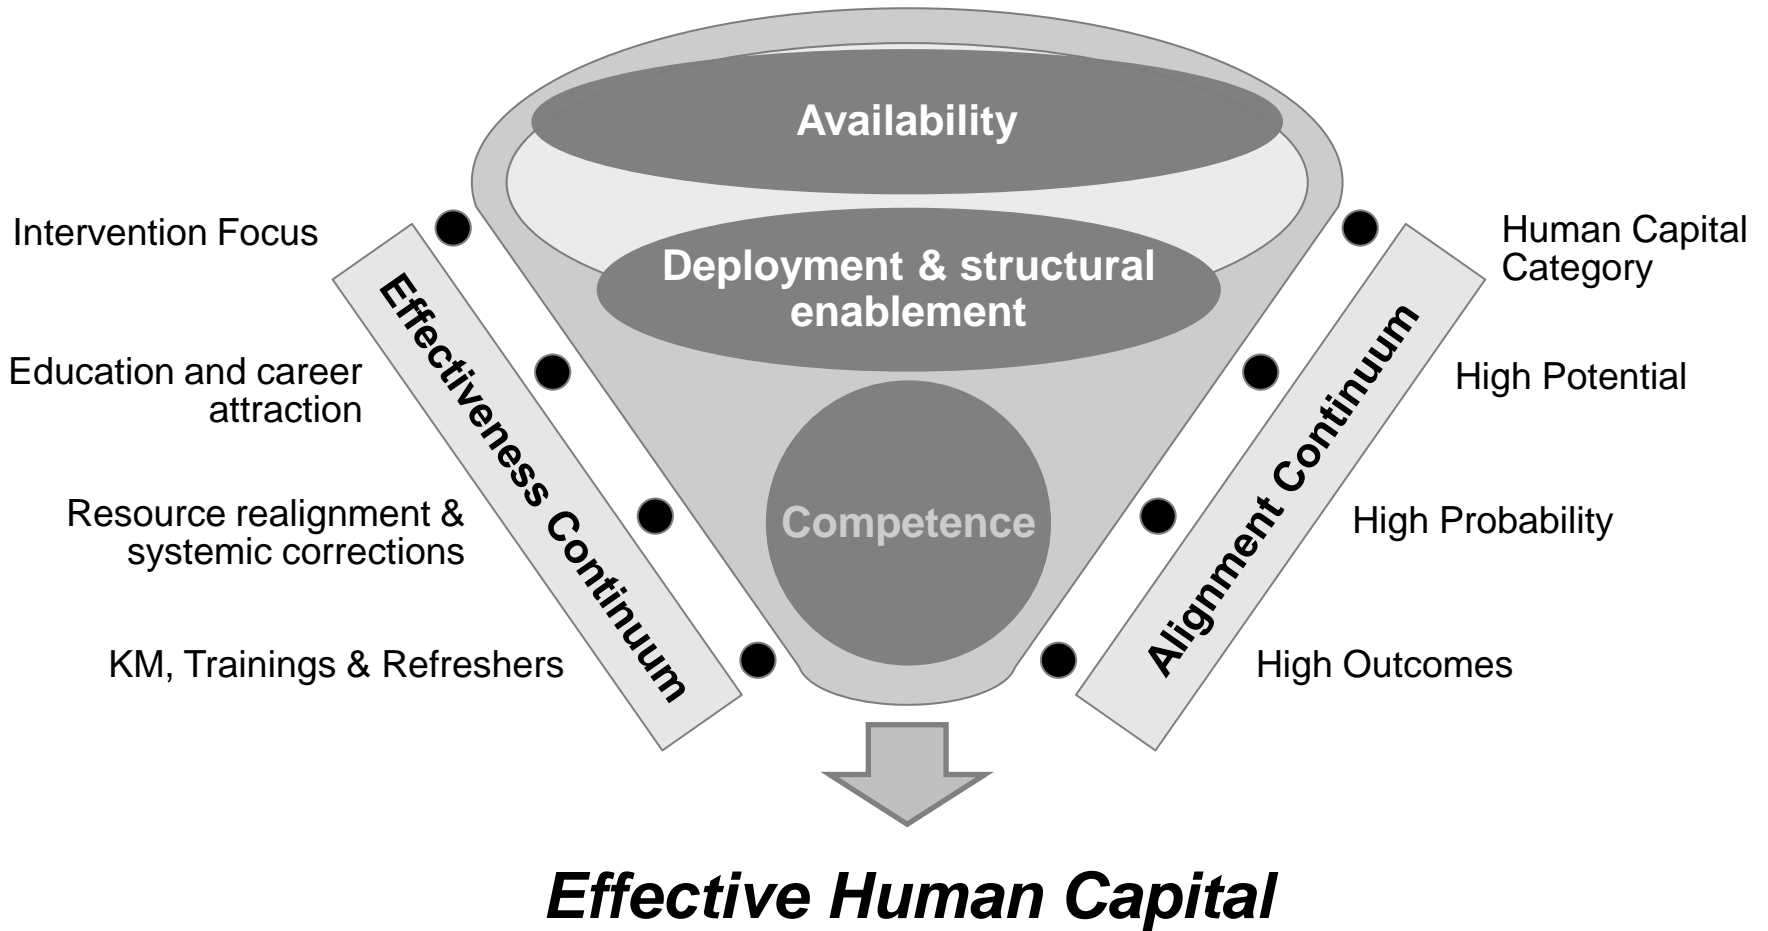 Availability
Deployment & structural
enablement
Competence
Intervention Focus
Education and career
attraction
Resource realignment &
systemic corrections
KM, Trainings & Refreshers
Effectiveness Continuum
Human Capital
Category
High Potential
High Probability
High Outcomes
Alignment Continuum
Effective Human Capital